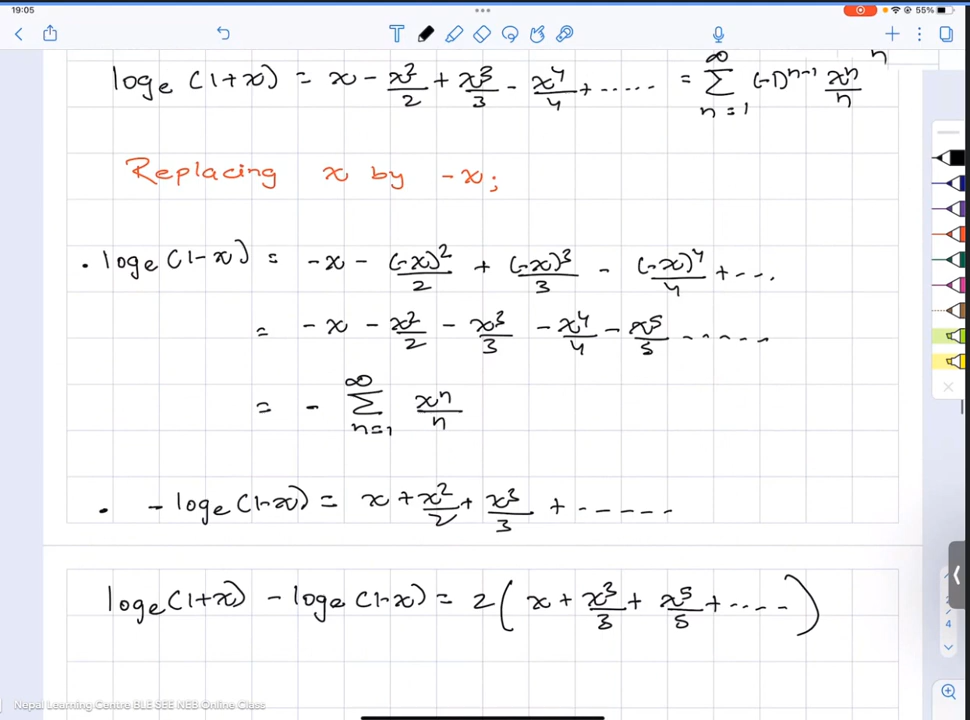 19:05
55%
n
logₑ (1+x) = x - x²/2 + x³/3 - x⁴/4 + ...... = ∑_{n=1}^{∞} (-1)ⁿ⁻¹ xⁿ/n
Replacing x by -x;
. logₑ (1-x) = -x - (-x)²/2 + (-x)³/3 - (-x)⁴/4 + ....
= -x - x²/2 - x³/3 - x⁴/4 - x⁵/5 ------
= - ∑_{n=1}^{∞} xⁿ/n
. -logₑ (1-x) = x + x²/2 + x³/3 + ------
logₑ (1+x) - logₑ (1-x) = 2 ( x + x³/3 + x⁵/5 + ---- )
4
Nepal Learning Centre BLE SEE NEB Online Class